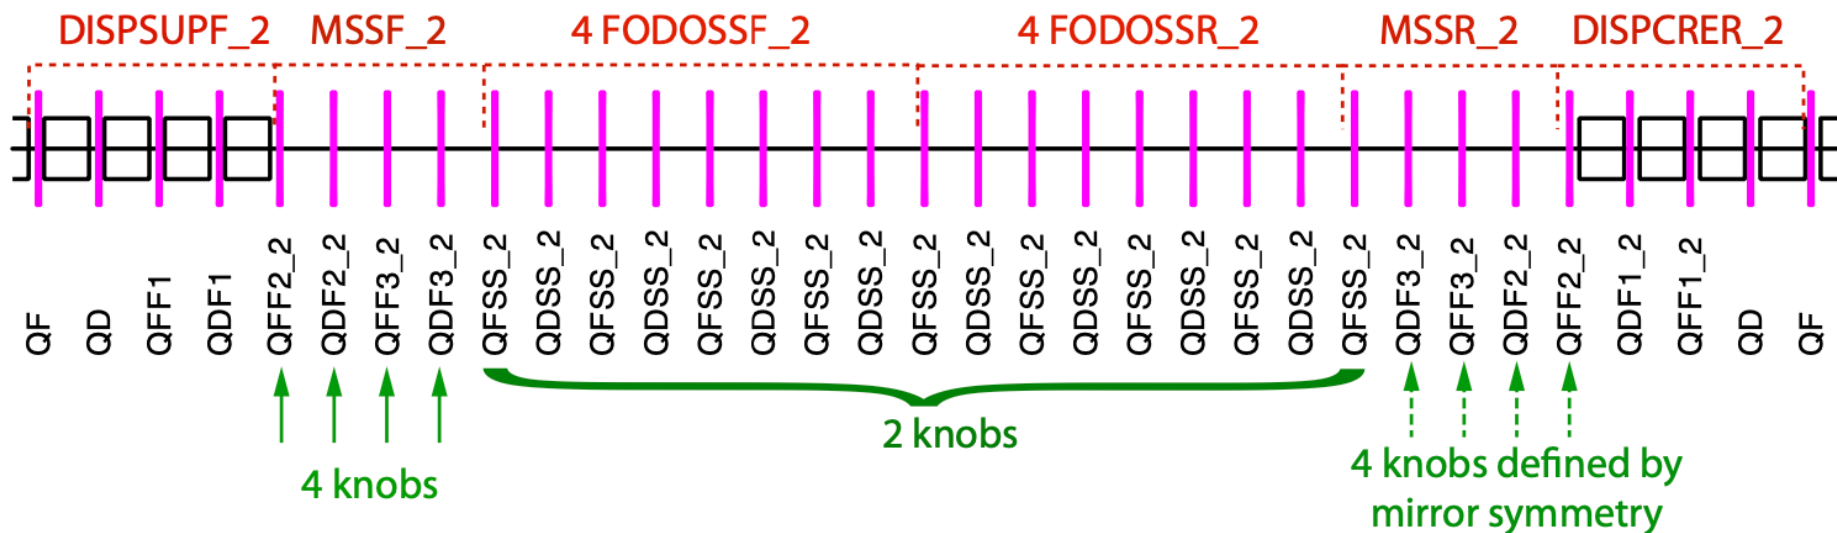 DISPSUPF_2 MSSF_2 4 FODOSSF_2 4 FODOSSR_2 MSSR_2 DISPCRER_2
QF QD QFF1 QDF1 QFF2_2 QDF2_2 QFF3_2 QDF3_2 QFSS_2 QDSS_2 QFSS_2 QDSS_2 QFSS_2 QDSS_2 QFSS_2 QDSS_2 QFSS_2 QDSS_2 QFSS_2 QDSS_2 QFSS_2 QDSS_2 QFSS_2 QDSS_2 QFSS_2 QDF3_2 QFF3_2 QDF2_2 QFF2_2 QDF1_2 QFF1_2 QD QF
2 knobs
4 knobs
4 knobs defined by
mirror symmetry